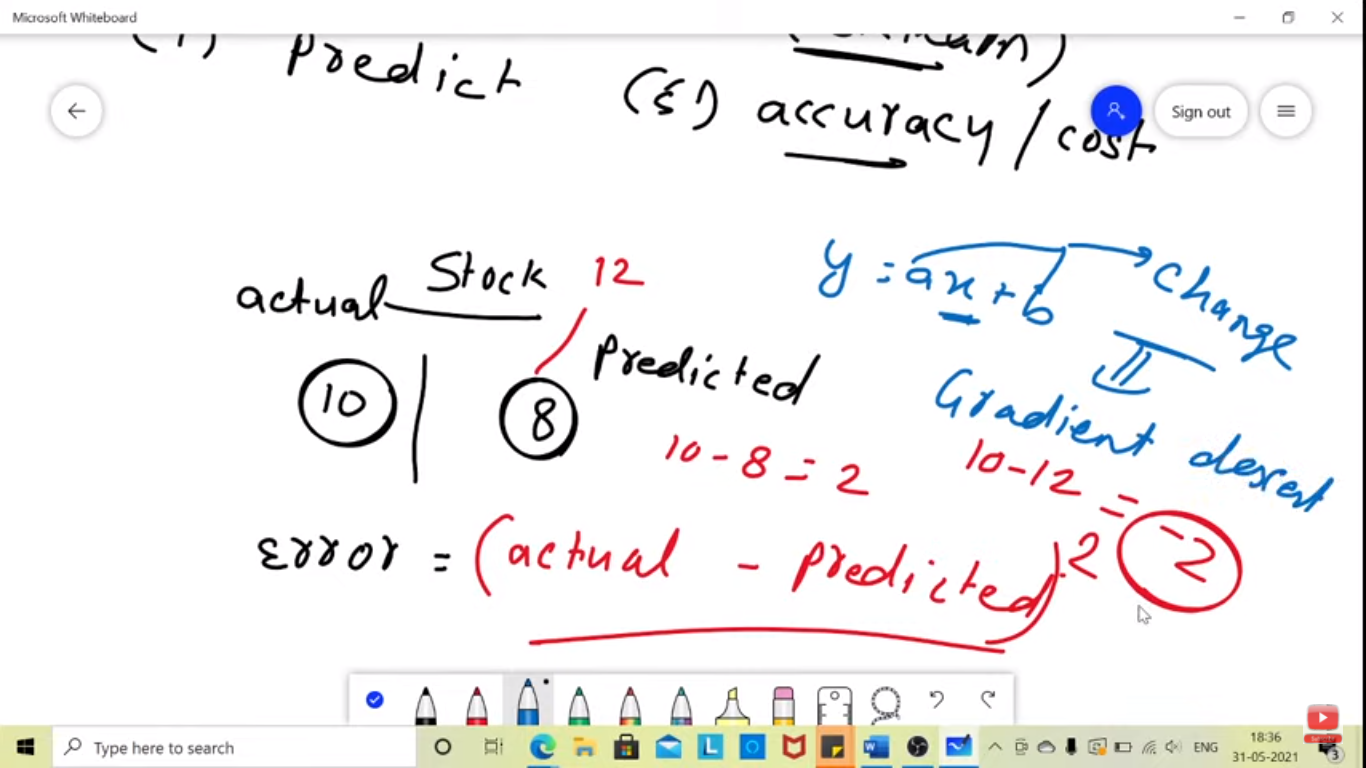 Microsoft Whiteboard
Predict
accuracy / cost
Sign out
actual Stock 12
y = ax + b
Change
10
8
Predicted
Gradient descent
10 - 8 = 2
10 - 12 = -2
Error = (actual - Predicted)2
Type here to search
ENG
18:36
31-05-2021
3